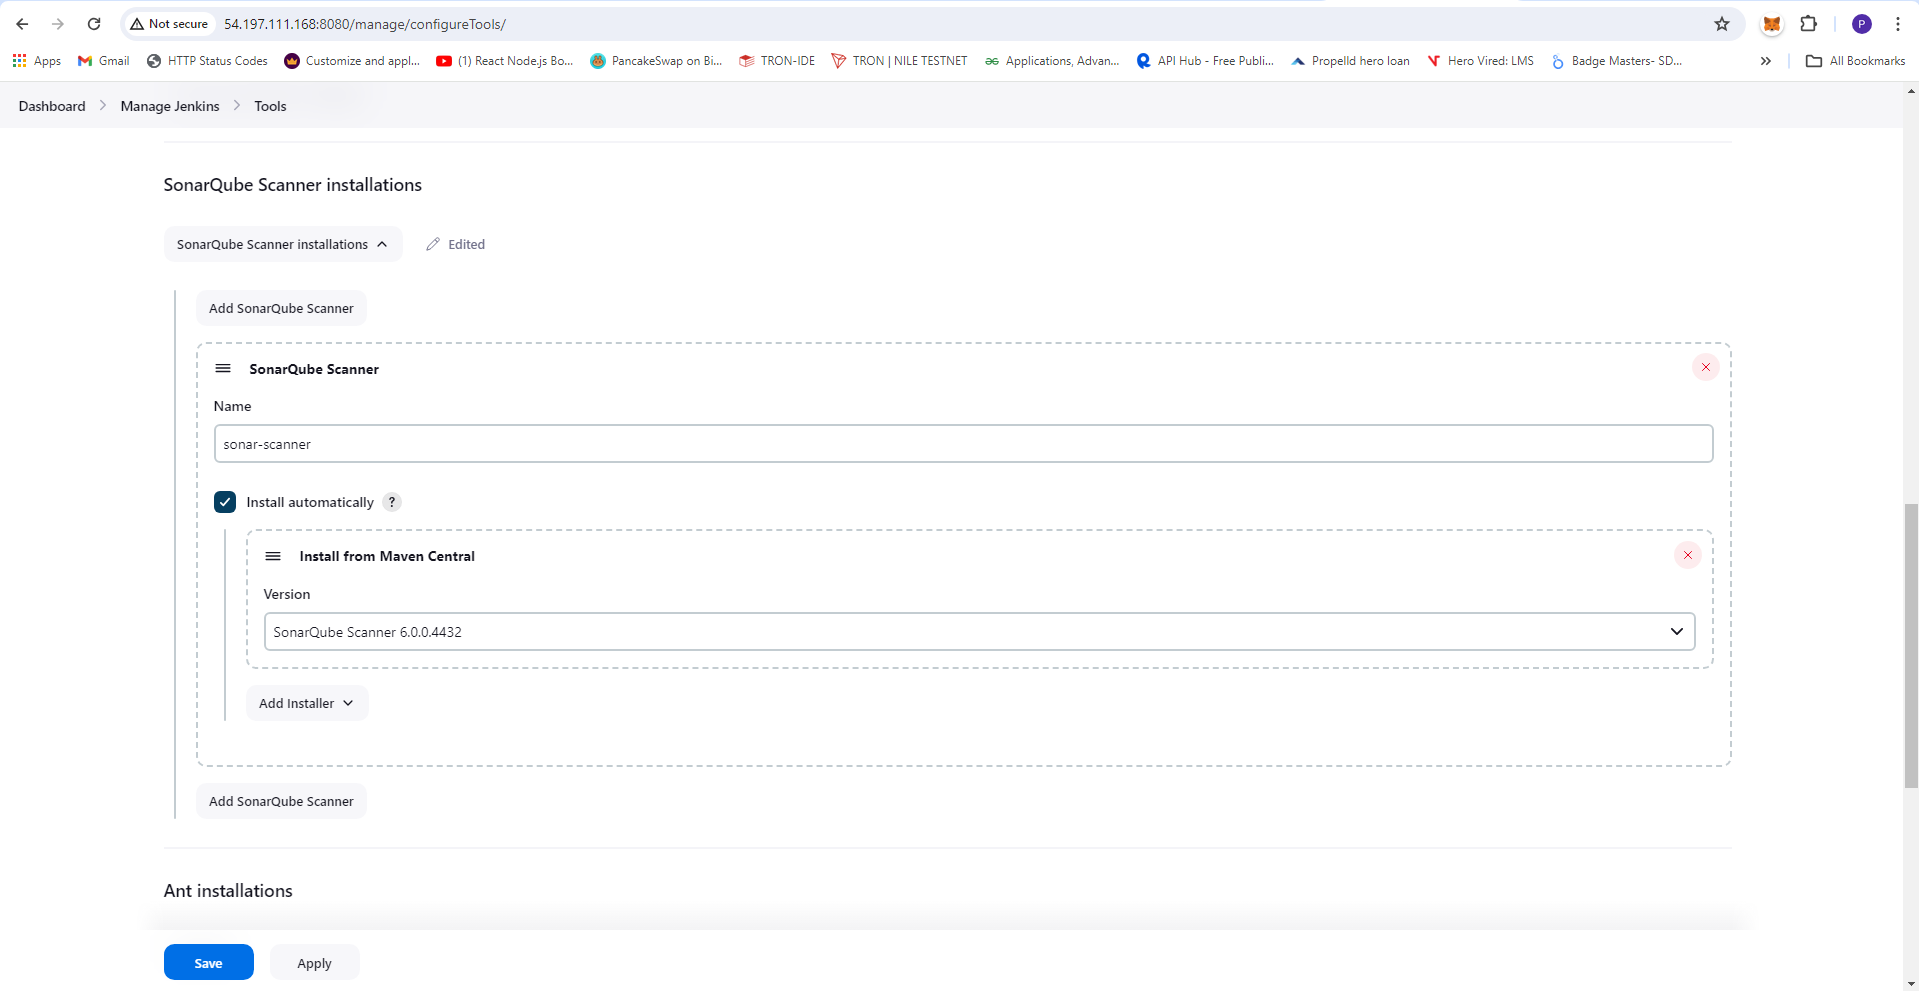 Not secure 54.197.111.168:8080/manage/configureTools/ P
Apps Gmail HTTP Status Codes Customize and appl... (1) React Node.js Bo... PancakeSwap on Bi... TRON-IDE TRON | NILE TESTNET Applications, Advan... API Hub - Free Publi... Propelld hero loan Hero Vired: LMS Badge Masters- SD... » All Bookmarks
Dashboard > Manage Jenkins > Tools
SonarQube Scanner installations
SonarQube Scanner installations Edited
Add SonarQube Scanner
SonarQube Scanner
Name
sonar-scanner
Install automatically ?
Install from Maven Central
Version
SonarQube Scanner 6.0.0.4432
Add Installer
Add SonarQube Scanner
Ant installations
Save Apply